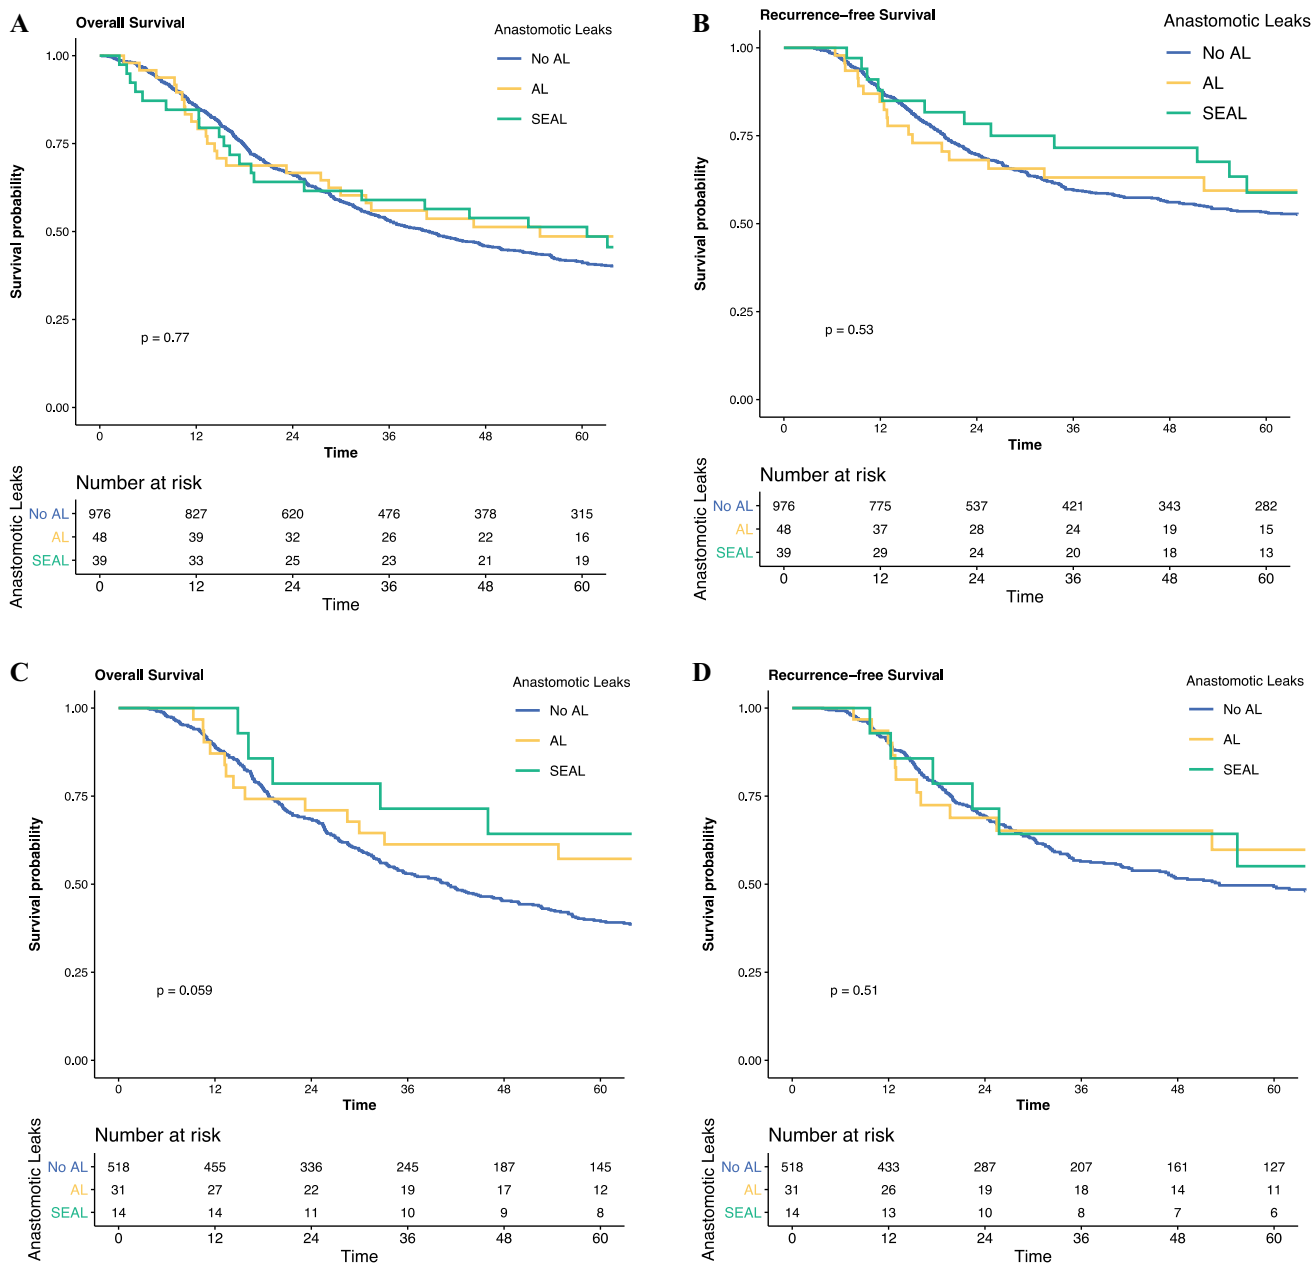 A
Overall Survival
Anastomotic Leaks
No AL
AL
SEAL
Survival probability
1.00
0.75
0.50
0.25
0.00
p = 0.77
0 12 24 36 48 60
Time
Number at risk
Anastomotic Leaks
No AL 976 827 620 476 378 315
AL 48 39 32 26 22 16
SEAL 39 33 25 23 21 19
0 12 24 36 48 60
Time
B
Recurrence–free Survival
Anastomotic Leaks
No AL
AL
SEAL
Survival probability
1.00
0.75
0.50
0.25
0.00
p = 0.53
0 12 24 36 48 60
Time
Number at risk
Anastomotic Leaks
No AL 976 775 537 421 343 282
AL 48 37 28 24 19 15
SEAL 39 29 24 20 18 13
0 12 24 36 48 60
Time
C
Overall Survival
Anastomotic Leaks
No AL
AL
SEAL
Survival probability
1.00
0.75
0.50
0.25
0.00
p = 0.059
0 12 24 36 48 60
Time
Number at risk
Anastomotic Leaks
No AL 518 455 336 245 187 145
AL 31 27 22 19 17 12
SEAL 14 14 11 10 9 8
0 12 24 36 48 60
Time
D
Recurrence–free Survival
Anastomotic Leaks
No AL
AL
SEAL
Survival probability
1.00
0.75
0.50
0.25
0.00
p = 0.51
0 12 24 36 48 60
Time
Number at risk
Anastomotic Leaks
No AL 518 433 287 207 161 127
AL 31 26 19 18 14 11
SEAL 14 13 10 8 7 6
0 12 24 36 48 60
Time